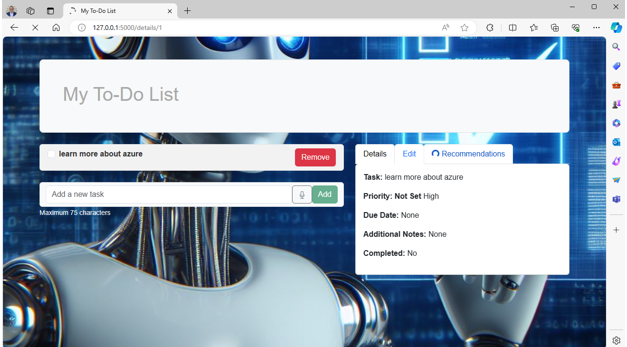 My To-Do List
127.0.0.1:5000/details/1
My To-Do List
learn more about azure
Remove
Add a new task
Add
Maximum 75 characters
Details
Edit
Recommendations
Task: learn more about azure
Priority: Not Set High
Due Date: None
Additional Notes: None
Completed: No